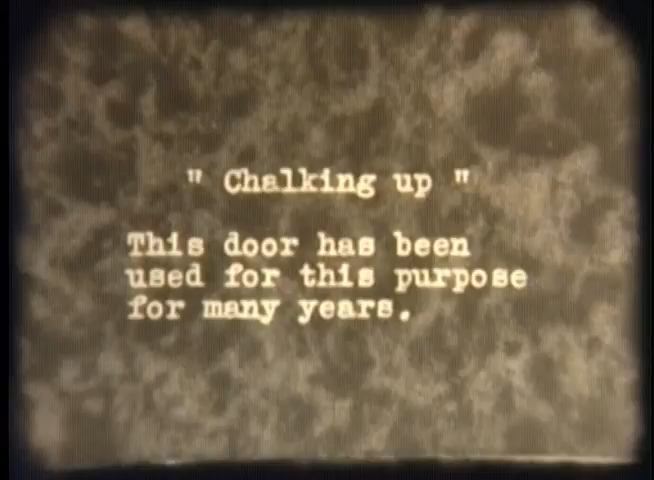 " Chalking up "
This door has been
used for this purpose
for many years.